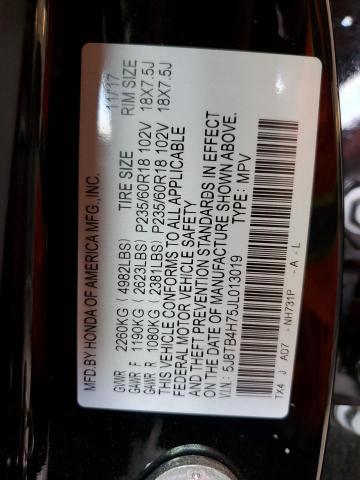 MFD.BY HONDA OF AMERICA MFG.,INC. 11/17
TIRE SIZE RIM SIZE
GVWR 2260KG ( 4982LBS)
GAWR F 1190KG ( 2623LBS) P235/60R18 102V 18X7.5J
GAWR R 1080KG ( 2381LBS) P235/60R18 102V 18X7.5J
THIS VEHICLE CONFORMS TO ALL APPLICABLE
FEDERAL MOTOR VEHICLE SAFETY
AND THEFT PREVENTION STANDARDS IN EFFECT
ON THE DATE OF MANUFACTURE SHOWN ABOVE.
V.I.N.: 5J8TB4H75JL013019 TYPE: MPV
TX4 J A07 - NH731P - A - L